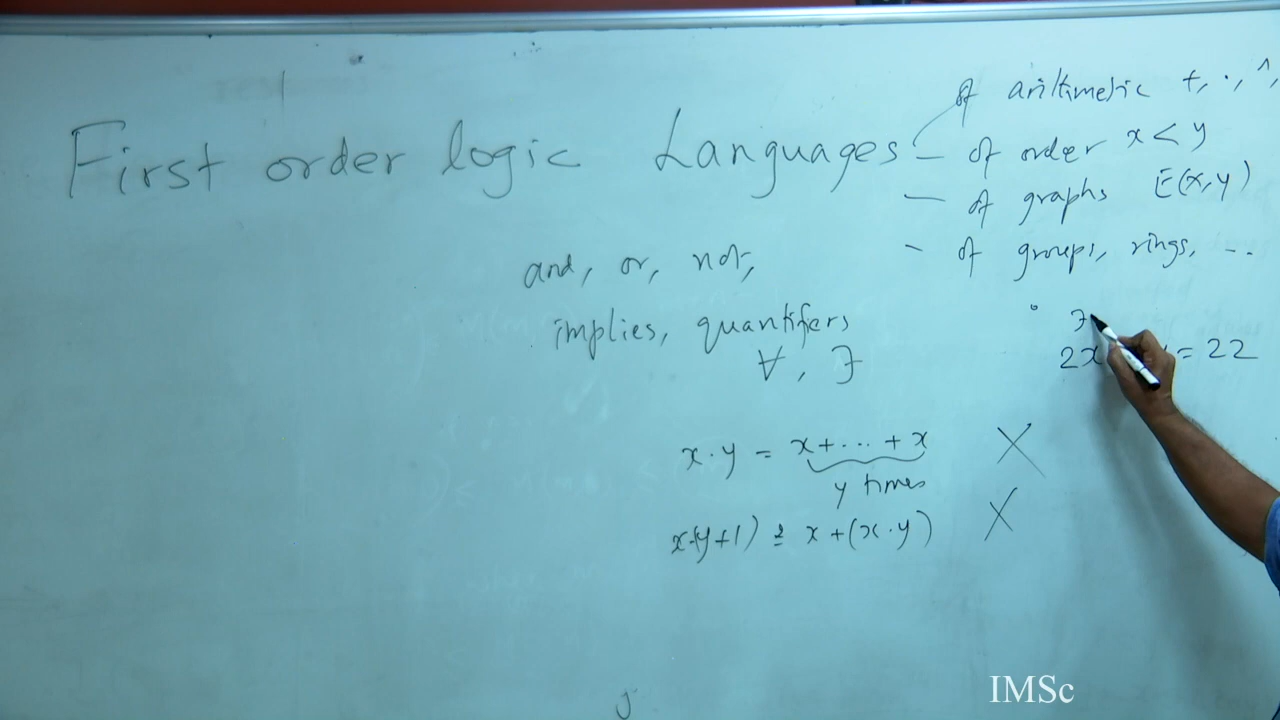 First order logic Languages
of arithmetic +, ·, ^,
– of order x < y
– of graphs E(x,y)
– of groups, rings, ...
and, or, not,
implies, quantifers
∀, ∃
∃
2x = 22
x·y = x+ ... +x X
y times
x·(y+1) ≟ x+(x·y) X
IMSc